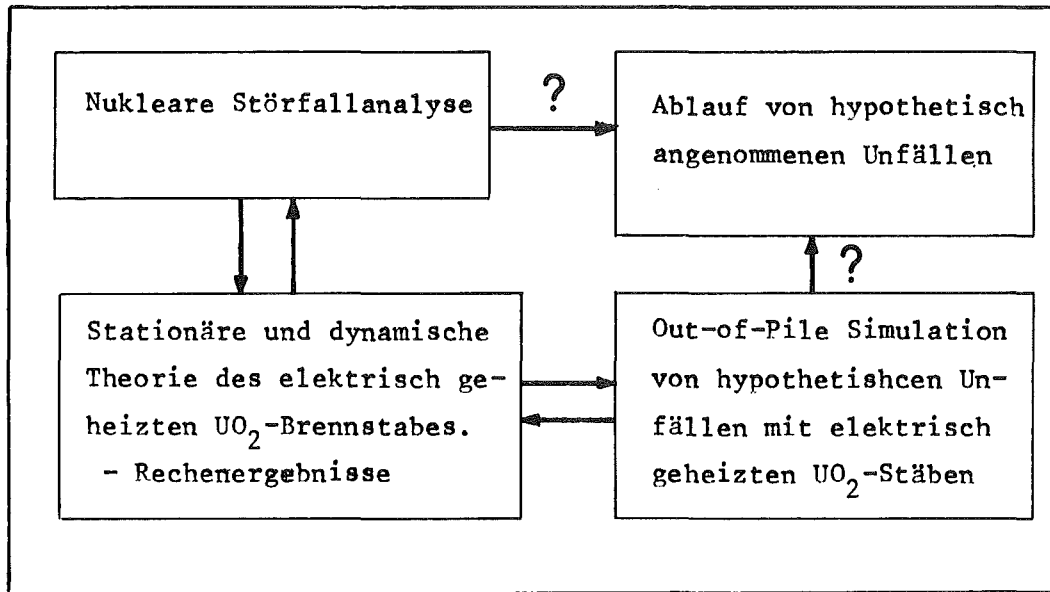 Nukleare Störfallanalyse
?
Ablauf von hypothetisch
angenommenen Unfällen
?
Stationäre und dynamische
Theorie des elektrisch ge-
heizten UO₂-Brennstabes.
- Rechenergebnisse
Out-of-Pile Simulation
von hypothetishcen Un-
fällen mit elektrisch
geheizten UO₂-Stäben